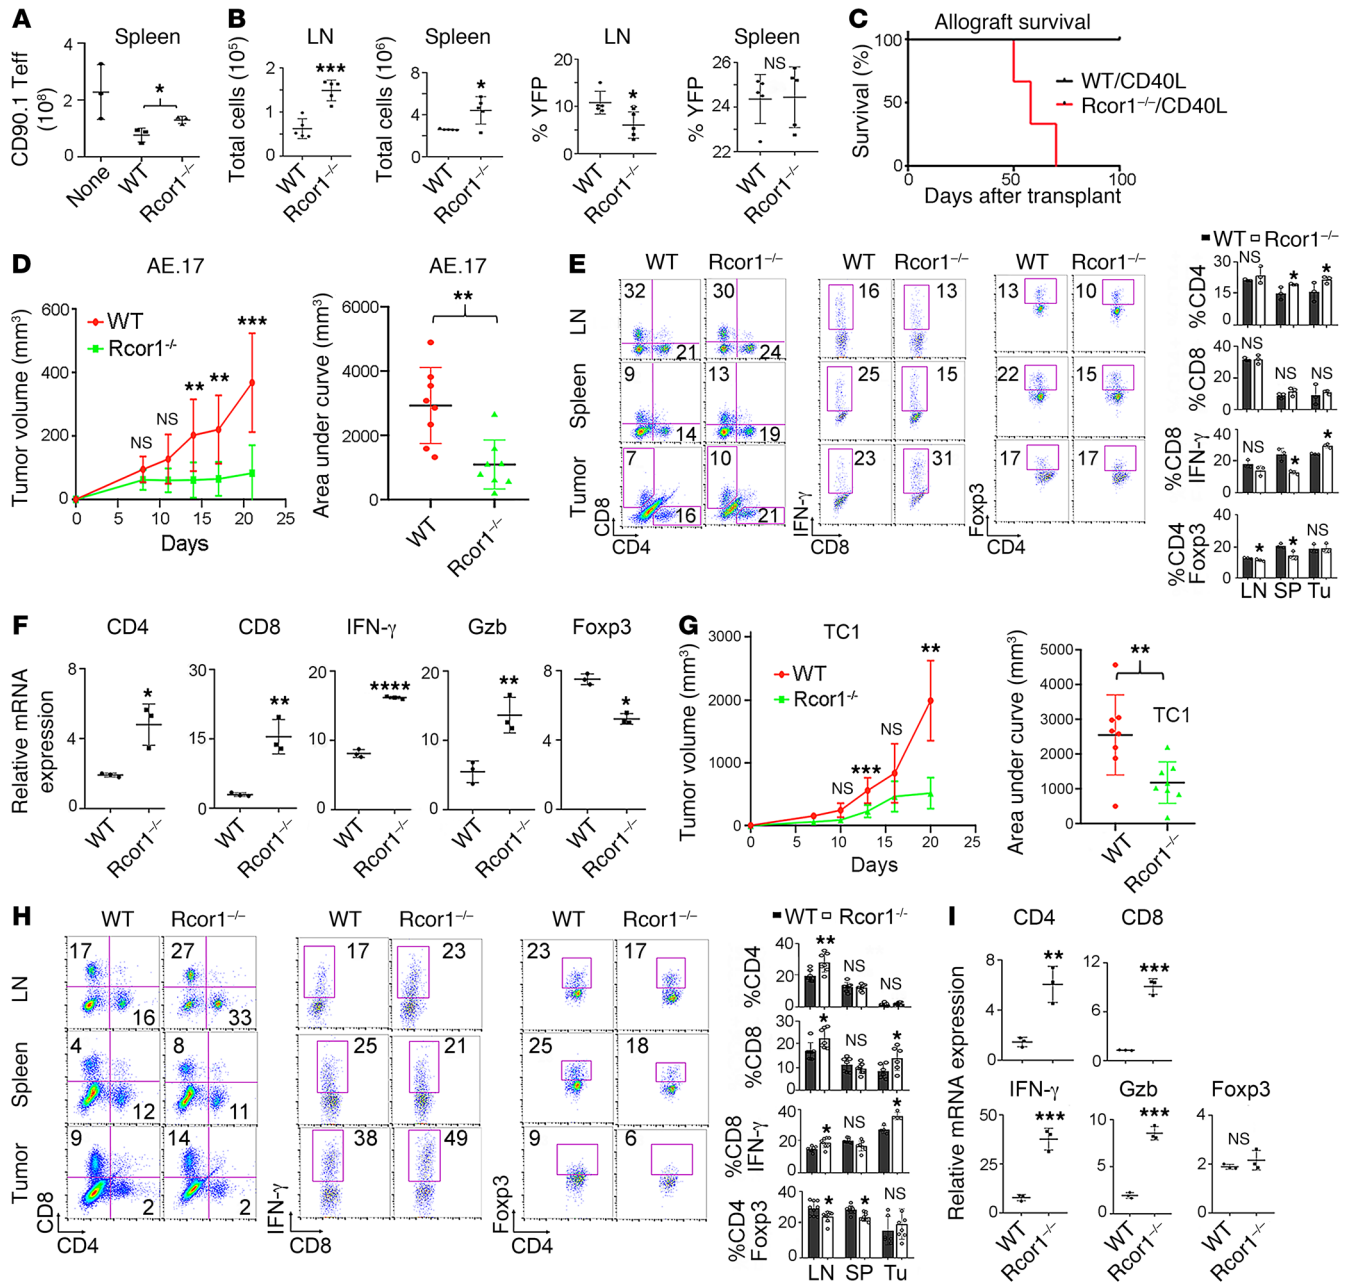 A
Spleen
CD90.1 Teff
(10⁸)
4
2
0
*
None
WT
Rcor1⁻/⁻
B
LN
Total cells (10⁵)
3
2
1
0
***
WT
Rcor1⁻/⁻
Spleen
Total cells (10⁶)
8
4
0
*
WT
Rcor1⁻/⁻
LN
% YFP
20
10
0
*
WT
Rcor1⁻/⁻
Spleen
% YFP
26
24
22
NS
WT
Rcor1⁻/⁻
C
Allograft survival
Survival (%)
100
50
0
WT/CD40L
Rcor1⁻/⁻/CD40L
0 50 100
Days after transplant
D
AE.17
Tumor volume (mm³)
600
400
200
0
WT
Rcor1⁻/⁻
NS NS ** ** ***
0 5 10 15 20 25
Days
AE.17
Area under curve (mm³)
6000
4000
2000
0
**
WT
Rcor1⁻/⁻
E
WT Rcor1⁻/⁻ WT Rcor1⁻/⁻ WT Rcor1⁻/⁻
LN
32 21 30 24 16 13 13 10
Spleen
9 14 13 19 25 15 22 15
Tumor
7 16 10 21 23 31 17 17
CD8
CD4
IFN-γ
CD8
Foxp3
CD4
WT Rcor1⁻/⁻
%CD4
30
15
0
NS * *
%CD8
40
20
0
NS NS
%CD8
IFN-γ
40
20
0
NS * *
%CD4
Foxp3
40
20
0
* * NS
LN SP Tu
F
Relative mRNA
expression
CD4
8
4
0
*
WT
Rcor1⁻/⁻
CD8
30
15
0
**
WT
Rcor1⁻/⁻
IFN-γ
20
10
0
****
WT
Rcor1⁻/⁻
Gzb
20
10
0
**
WT
Rcor1⁻/⁻
Foxp3
8
4
0
*
WT
Rcor1⁻/⁻
G
TC1
Tumor volume (mm³)
3000
2000
1000
0
WT
Rcor1⁻/⁻
NS *** NS **
0 5 10 15 20 25
Days
Area under curve (mm³)
5000
4000
3000
2000
1000
0
**
TC1
WT
Rcor1⁻/⁻
H
WT Rcor1⁻/⁻ WT Rcor1⁻/⁻ WT Rcor1⁻/⁻
LN
17 16 27 33 17 23 23 17
Spleen
4 12 8 11 25 21 25 18
Tumor
9 2 14 2 38 49 9 6
CD8
CD4
IFN-γ
CD8
Foxp3
CD4
WT Rcor1⁻/⁻
%CD4
40
20
0
** NS NS
%CD8
30
20
10
0
* NS *
%CD8
IFN-γ
40
20
0
* NS *
%CD4
Foxp3
40
20
0
* * NS
LN SP Tu
I
Relative mRNA expression
CD4
8
4
0
**
CD8
12
8
6
0
***
IFN-γ
50
25
0
***
WT
Rcor1⁻/⁻
Gzb
10
5
0
***
WT
Rcor1⁻/⁻
Foxp3
4
2
0
NS
WT
Rcor1⁻/⁻